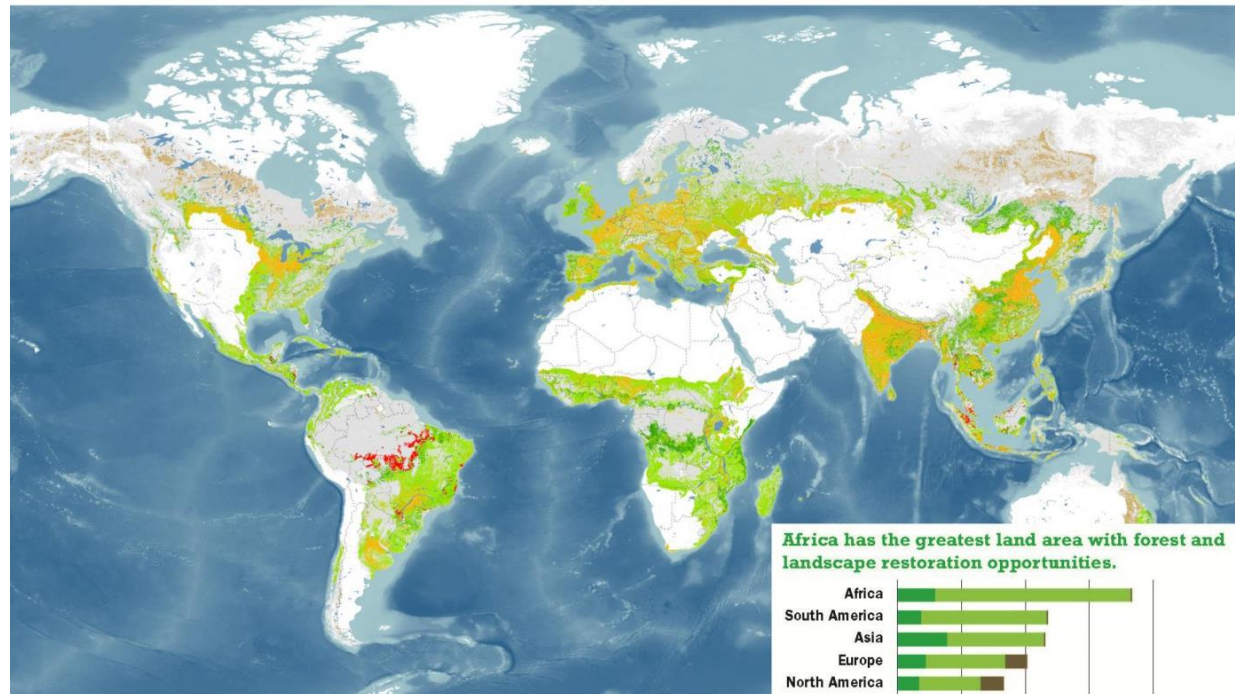 Africa has the greatest land area with forest and
landscape restoration opportunities.
Africa
South America
Asia
Europe
North America